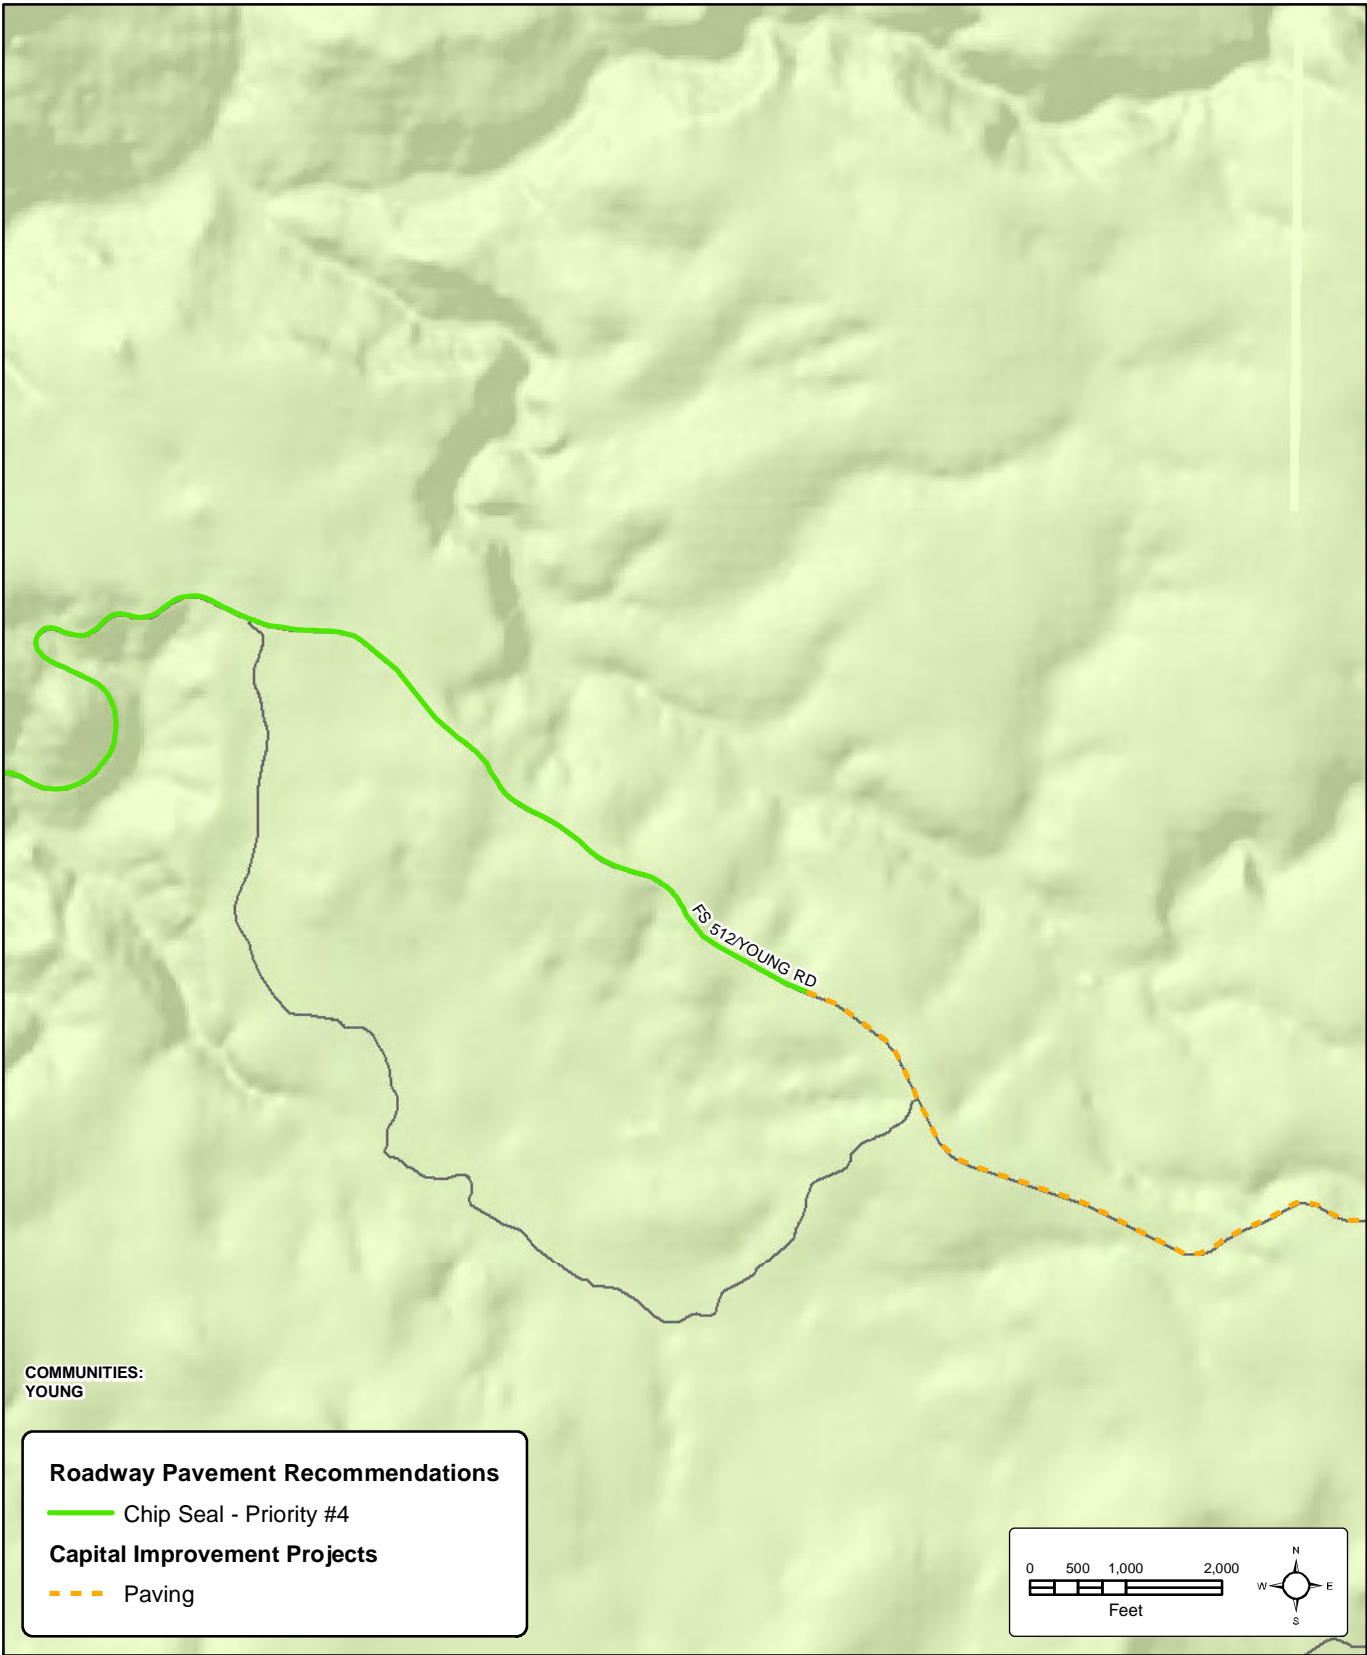 FS 512/YOUNG RD
COMMUNITIES:
YOUNG
Roadway Pavement Recommendations
Chip Seal - Priority #4
Capital Improvement Projects
Paving
0 500 1,000 2,000
Feet
N
W E
S